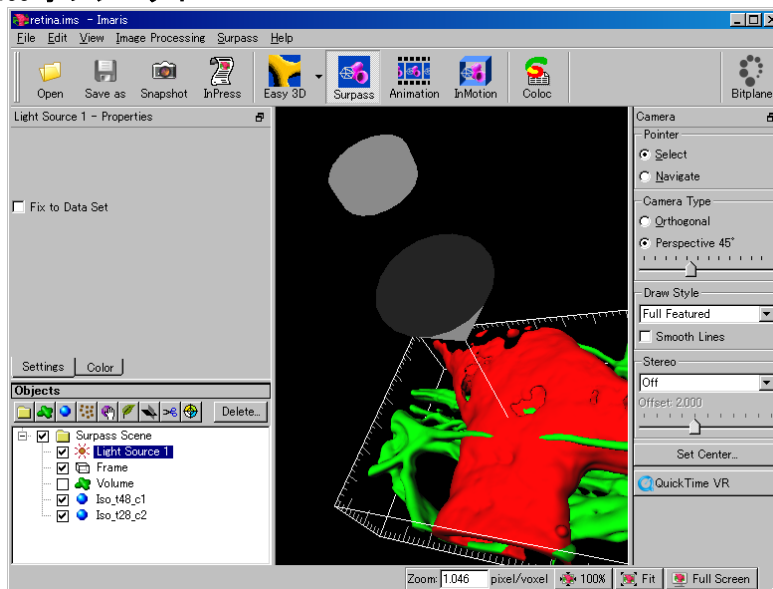 retina.ims - Imaris
File Edit View Image Processing Surpass Help
Open Save as Snapshot InPress Easy 3D Surpass Animation InMotion Coloc Bitplane
Light Source 1 - Properties
Fix to Data Set
Settings Color
Objects
Delete...
Surpass Scene
Light Source 1
Frame
Volume
Iso_t48_c1
Iso_t28_c2
Camera
Pointer
Select
Navigate
Camera Type
Orthogonal
Perspective 45°
Draw Style
Full Featured
Smooth Lines
Stereo
Off
Offset: 2.000
Set Center...
QuickTime VR
Zoom: 1.046 pixel/voxel 100% Fit Full Screen